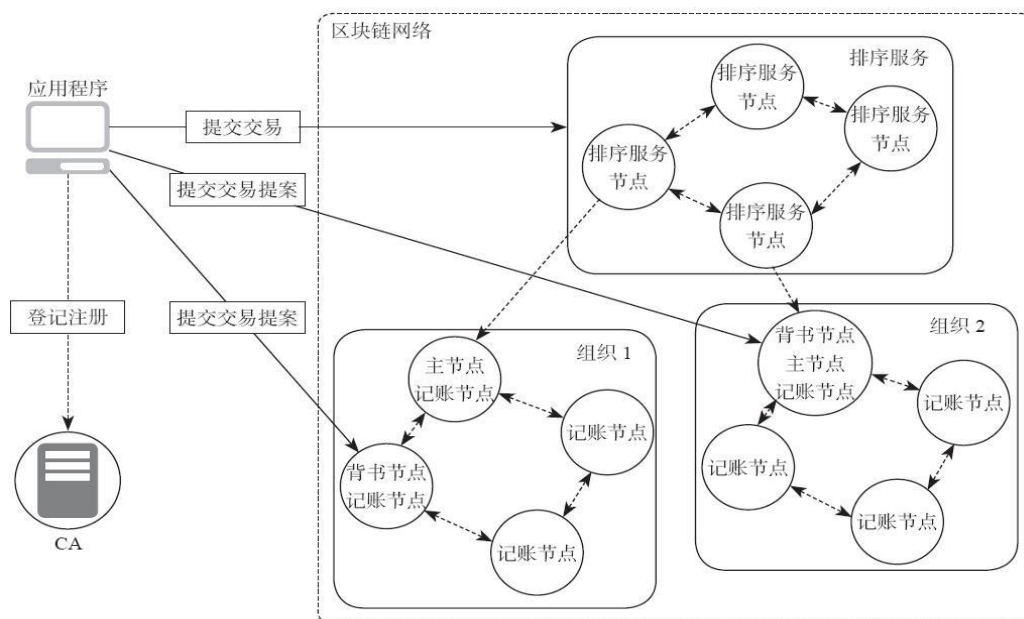 区块链网络
应用程序
排序服务
排序服务
节点
排序服务
节点
提交交易
排序服务
节点
提交交易提案
排序服务
节点
登记注册
提交交易提案
组织 1
组织 2
主节点
记账节点
背书节点
主节点
记账节点
记账节点
记账节点
背书节点
记账节点
记账节点
记账节点
记账节点
CA